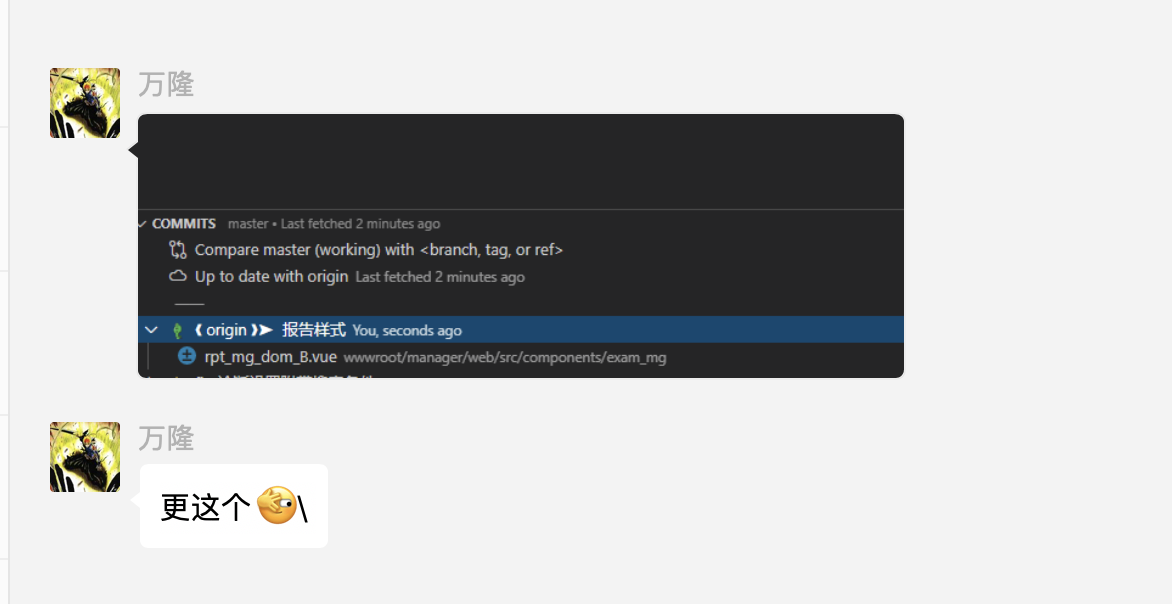 万隆
COMMITS master • Last fetched 2 minutes ago
Compare master (working) with <branch, tag, or ref>
Up to date with origin Last fetched 2 minutes ago
⟪ origin ⟫➤ 报告样式 You, seconds ago
rpt_mg_dom_B.vue wwwroot/manager/web/src/components/exam_mg
万隆
更这个 \